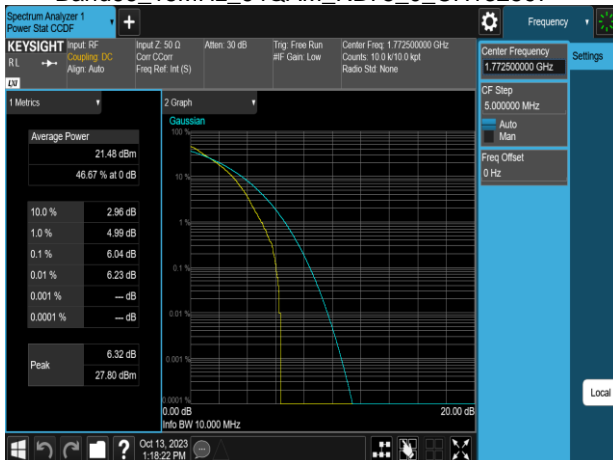 Spectrum Analyzer 1
Power Stat CCDF
Frequency
KEYSIGHT
RL
Input: RF
Coupling: DC
Align: Auto
Input Z: 50 Ω
Corr CCorr
Freq Ref: Int (S)
Atten: 30 dB
Trig: Free Run
#IF Gain: Low
Center Freq: 1.772500000 GHz
Counts: 10.0 k/10.0 kpt
Radio Std: None
LXI
Center Frequency
1.772500000 GHz
Settings
CF Step
5.000000 MHz
Auto
Man
Freq Offset
0 Hz
1 Metrics
Average Power
21.48 dBm
46.67 % at 0 dB
10.0 % 2.96 dB
1.0 % 4.99 dB
0.1 % 6.04 dB
0.01 % 6.23 dB
0.001 % --- dB
0.0001 % --- dB
Peak
6.32 dB
27.80 dBm
2 Graph
Gaussian
100 %
10 %
1 %
0.1 %
0.01 %
0.001 %
0.0001 %
0.00 dB
20.00 dB
Info BW 10.000 MHz
Local
?
Oct 13, 2023
1:18:22 PM